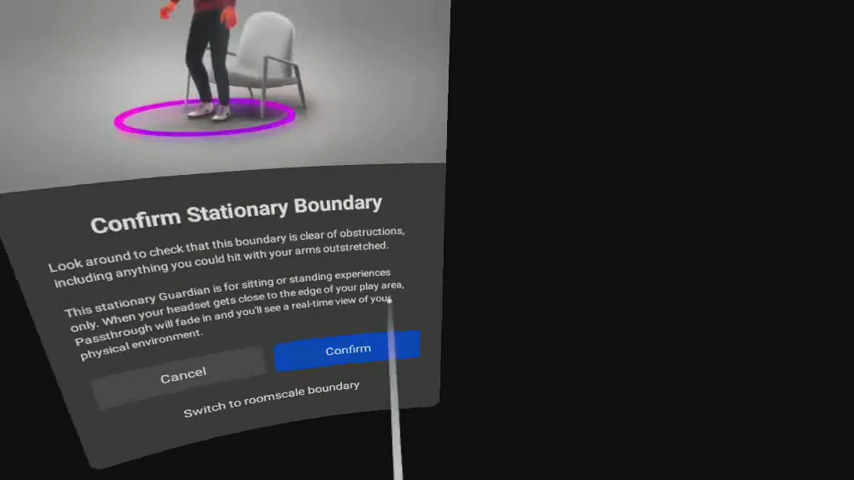 Confirm Stationary Boundary
Look around to check that this boundary is clear of obstructions,
including anything you could hit with your arms outstretched.
This stationary Guardian is for sitting or standing experiences
only. When your headset gets close to the edge of your play area,
Passthrough will fade in and you'll see a real-time view of your
physical environment.
Cancel
Confirm
Switch to roomscale boundary